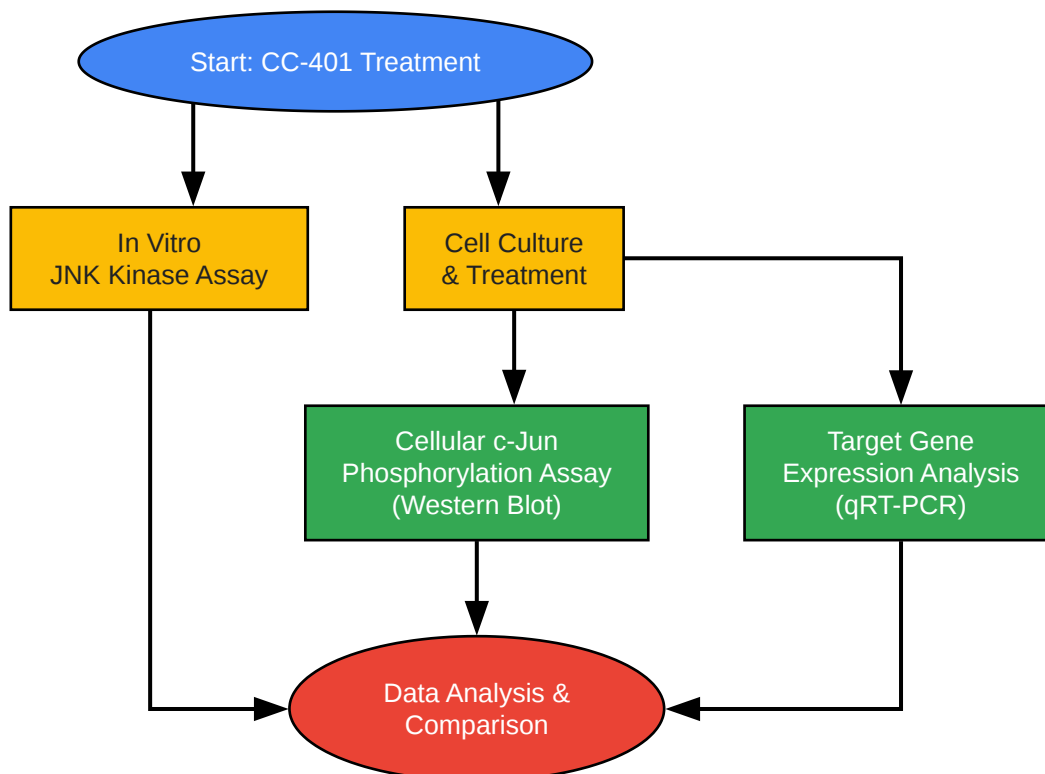 Start: CC-401 Treatment
In Vitro
JNK Kinase Assay
Cell Culture
& Treatment
Cellular c-Jun
Phosphorylation Assay
(Western Blot)
Target Gene
Expression Analysis
(qRT-PCR)
Data Analysis &
Comparison